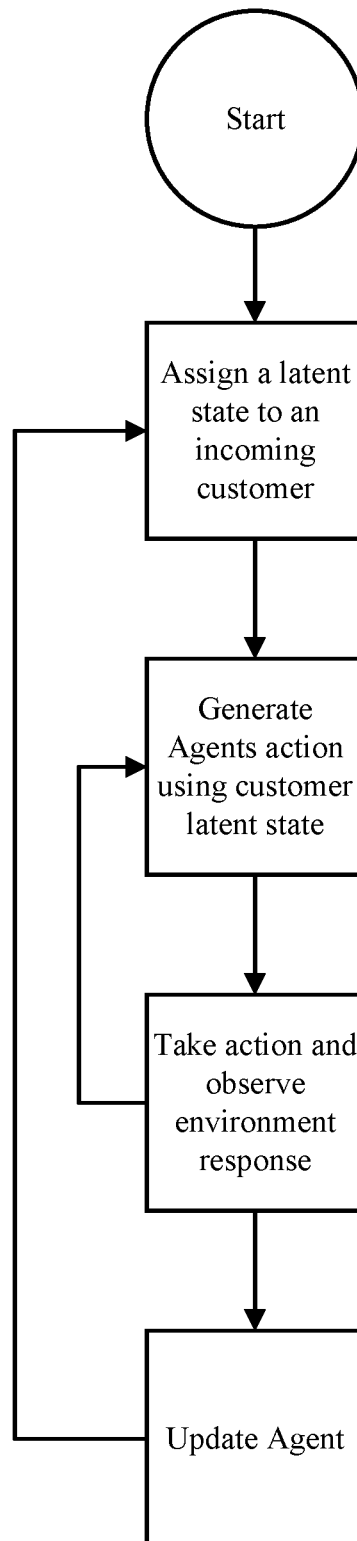 Start
Assign a latent
state to an
incoming
customer
Generate
Agents action
using customer
latent state
Take action and
observe
environment
response
Update Agent